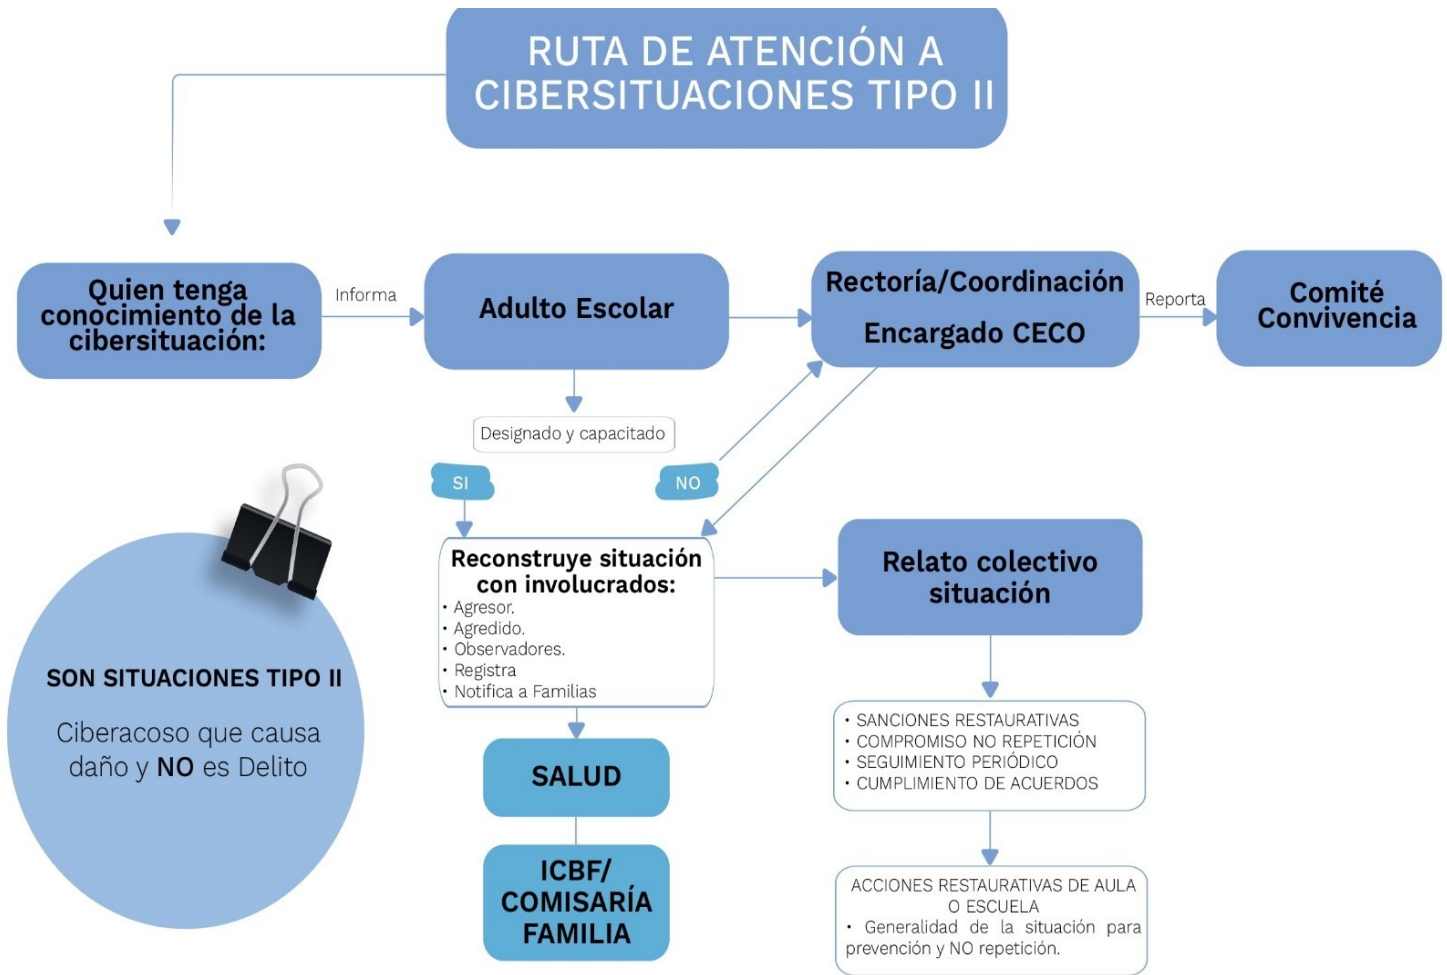 RUTA DE ATENCIÓN A
CIBERSITUACIONES TIPO II
Quien tenga
conocimiento de la
cibersituación:
Informa
Adulto Escolar
Rectoría/Coordinación
Encargado CECO
Reporta
Comité
Convivencia
Designado y capacitado
SI
NO
Reconstruye situación
con involucrados:
• Agresor.
• Agredido.
• Observadores.
• Registra
• Notifica a Familias
Relato colectivo
situación
SON SITUACIONES TIPO II
Ciberacoso que causa
daño y NO es Delito
• SANCIONES RESTAURATIVAS
• COMPROMISO NO REPETICIÓN
• SEGUIMIENTO PERIÓDICO
• CUMPLIMIENTO DE ACUERDOS
SALUD
ICBF/
COMISARÍA
FAMILIA
ACCIONES RESTAURATIVAS DE AULA
O ESCUELA
• Generalidad de la situación para
prevención y NO repetición.